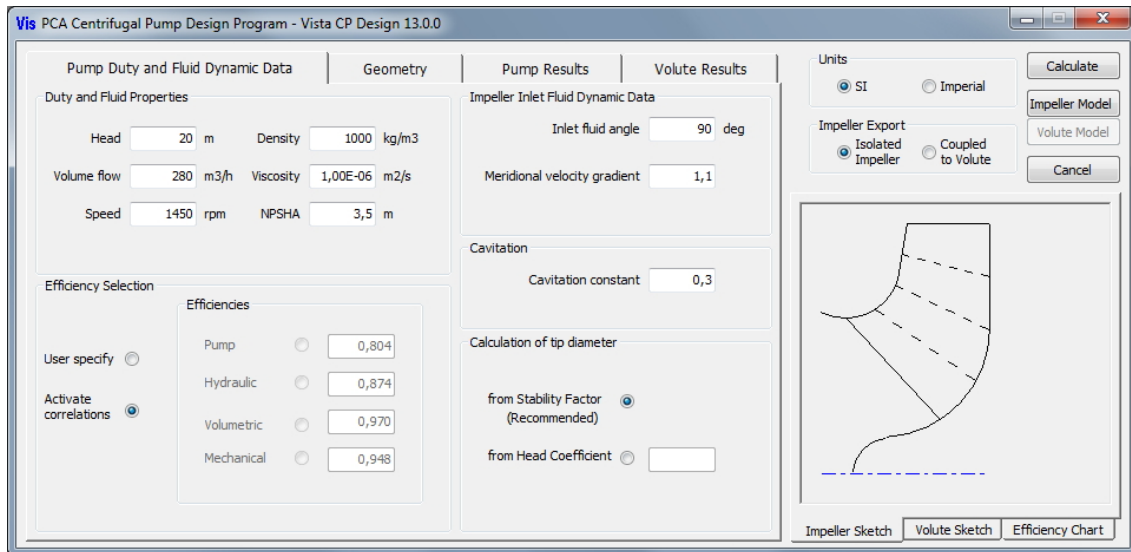 Vis PCA Centrifugal Pump Design Program - Vista CP Design 13.0.0
Pump Duty and Fluid Dynamic Data
Geometry
Pump Results
Volute Results
Duty and Fluid Properties
Head 20 m Density 1000 kg/m3
Volume flow 280 m3/h Viscosity 1,00E-06 m2/s
Speed 1450 rpm NPSHA 3,5 m
Efficiency Selection
User specify
Activate
correlations
Efficiencies
Pump 0,804
Hydraulic 0,874
Volumetric 0,970
Mechanical 0,948
Impeller Inlet Fluid Dynamic Data
Inlet fluid angle 90 deg
Meridional velocity gradient 1,1
Cavitation
Cavitation constant 0,3
Calculation of tip diameter
from Stability Factor
(Recommended)
from Head Coefficient
Units
SI Imperial
Impeller Export
Isolated
Impeller
Coupled
to Volute
Calculate
Impeller Model
Volute Model
Cancel
Impeller Sketch
Volute Sketch
Efficiency Chart